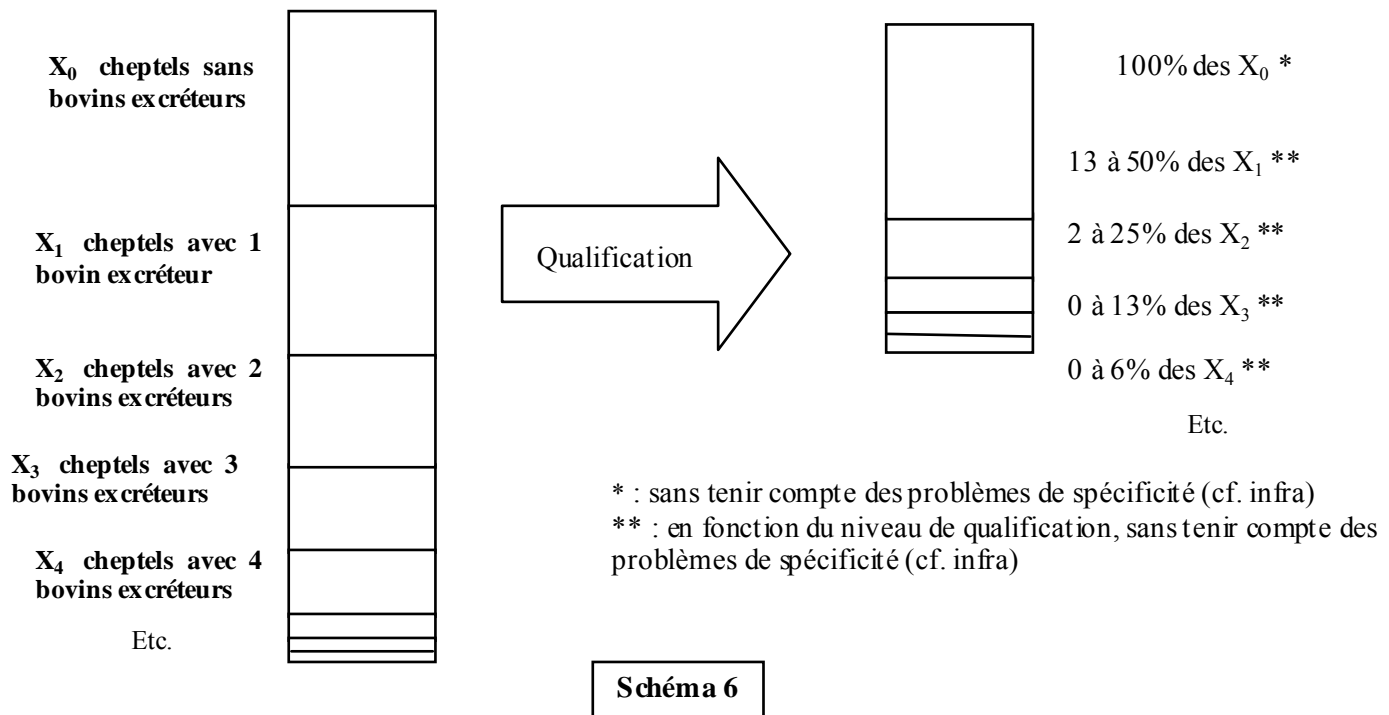 X₀ cheptels sans
bovins excréteurs
X₁ cheptels avec 1
bovin excréteur
X₂ cheptels avec 2
bovins excréteurs
X₃ cheptels avec 3
bovins excréteurs
X₄ cheptels avec 4
bovins excréteurs
Etc.
Qualification
100% des X₀ *
13 à 50% des X₁ **
2 à 25% des X₂ **
0 à 13% des X₃ **
0 à 6% des X₄ **
Etc.
* : sans tenir compte des problèmes de spécificité (cf. infra)
** : en fonction du niveau de qualification, sans tenir compte des
problèmes de spécificité (cf. infra)
Schéma 6